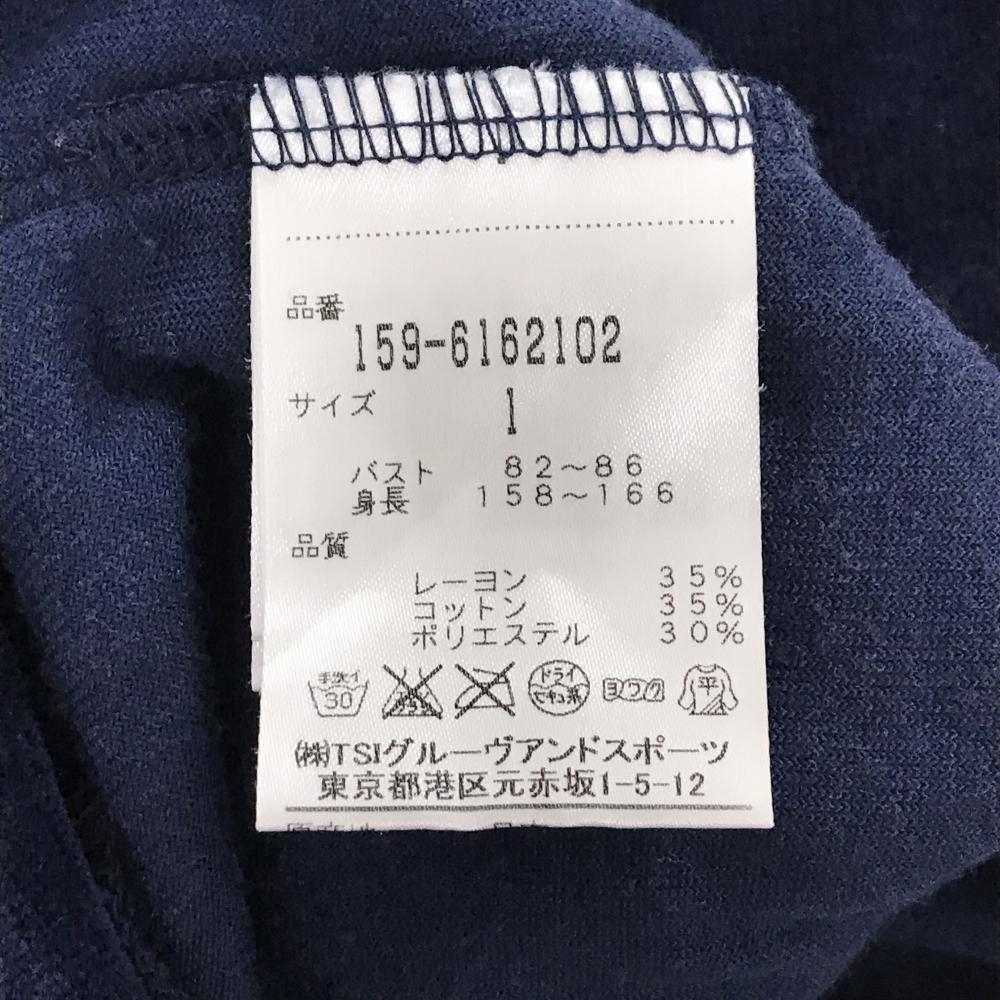 品番
159-6162102
サイズ 1
バスト 82～86
身長 158～166
品質
レーヨン 35%
コットン 35%
ポリエステル 30%
手洗イ 30 ドライ セキユ系 ヨワク 平
㈱TSIグルーヴアンドスポーツ
東京都港区元赤坂1-5-12